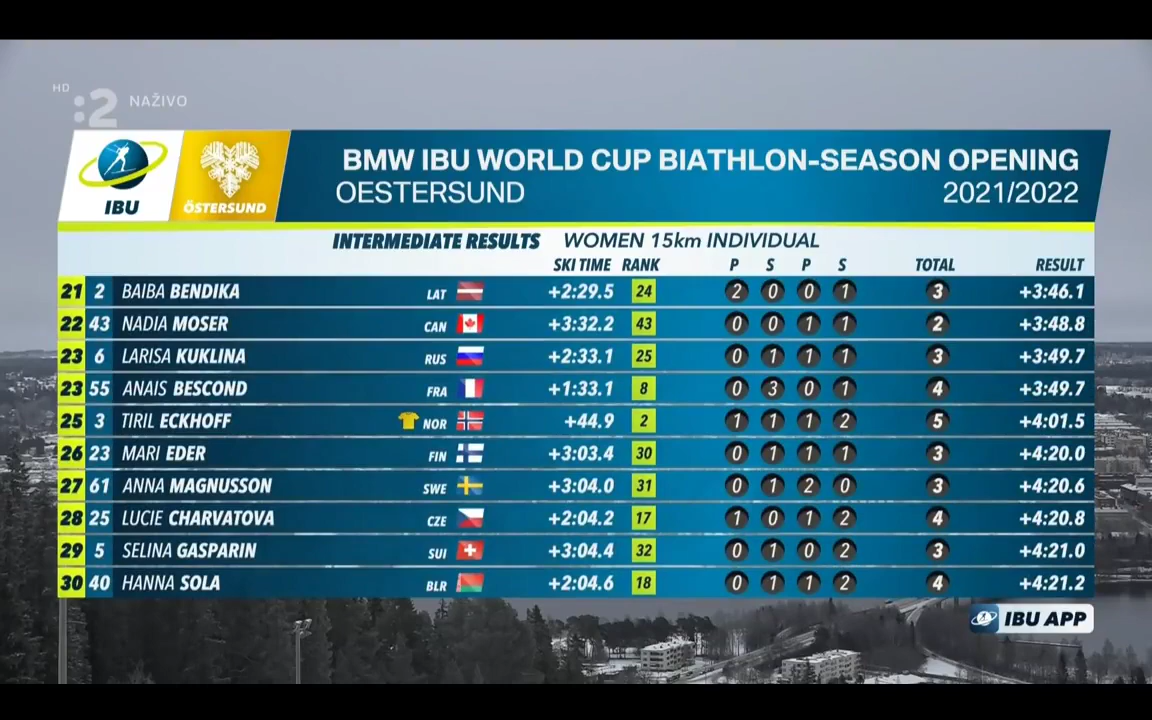 HD
:2 NAŽIVO
BMW IBU WORLD CUP BIATHLON-SEASON OPENING
IBU ÖSTERSUND OESTERSUND 2021/2022
INTERMEDIATE RESULTS WOMEN 15km INDIVIDUAL
SKI TIME RANK P S P S TOTAL RESULT
21 2 BAIBA BENDIKA LAT +2:29.5 24 2 0 0 1 3 +3:46.1
22 43 NADIA MOSER CAN +3:32.2 43 0 0 1 1 2 +3:48.8
23 6 LARISA KUKLINA RUS +2:33.1 25 0 1 1 1 3 +3:49.7
23 55 ANAIS BESCOND FRA +1:33.1 8 0 3 0 1 4 +3:49.7
25 3 TIRIL ECKHOFF NOR +44.9 2 1 1 1 2 5 +4:01.5
26 23 MARI EDER FIN +3:03.4 30 0 1 1 1 3 +4:20.0
27 61 ANNA MAGNUSSON SWE +3:04.0 31 0 1 2 0 3 +4:20.6
28 25 LUCIE CHARVATOVA CZE +2:04.2 17 1 0 1 2 4 +4:20.8
29 5 SELINA GASPARIN SUI +3:04.4 32 0 1 0 2 3 +4:21.0
30 40 HANNA SOLA BLR +2:04.6 18 0 1 1 2 4 +4:21.2
IBU APP